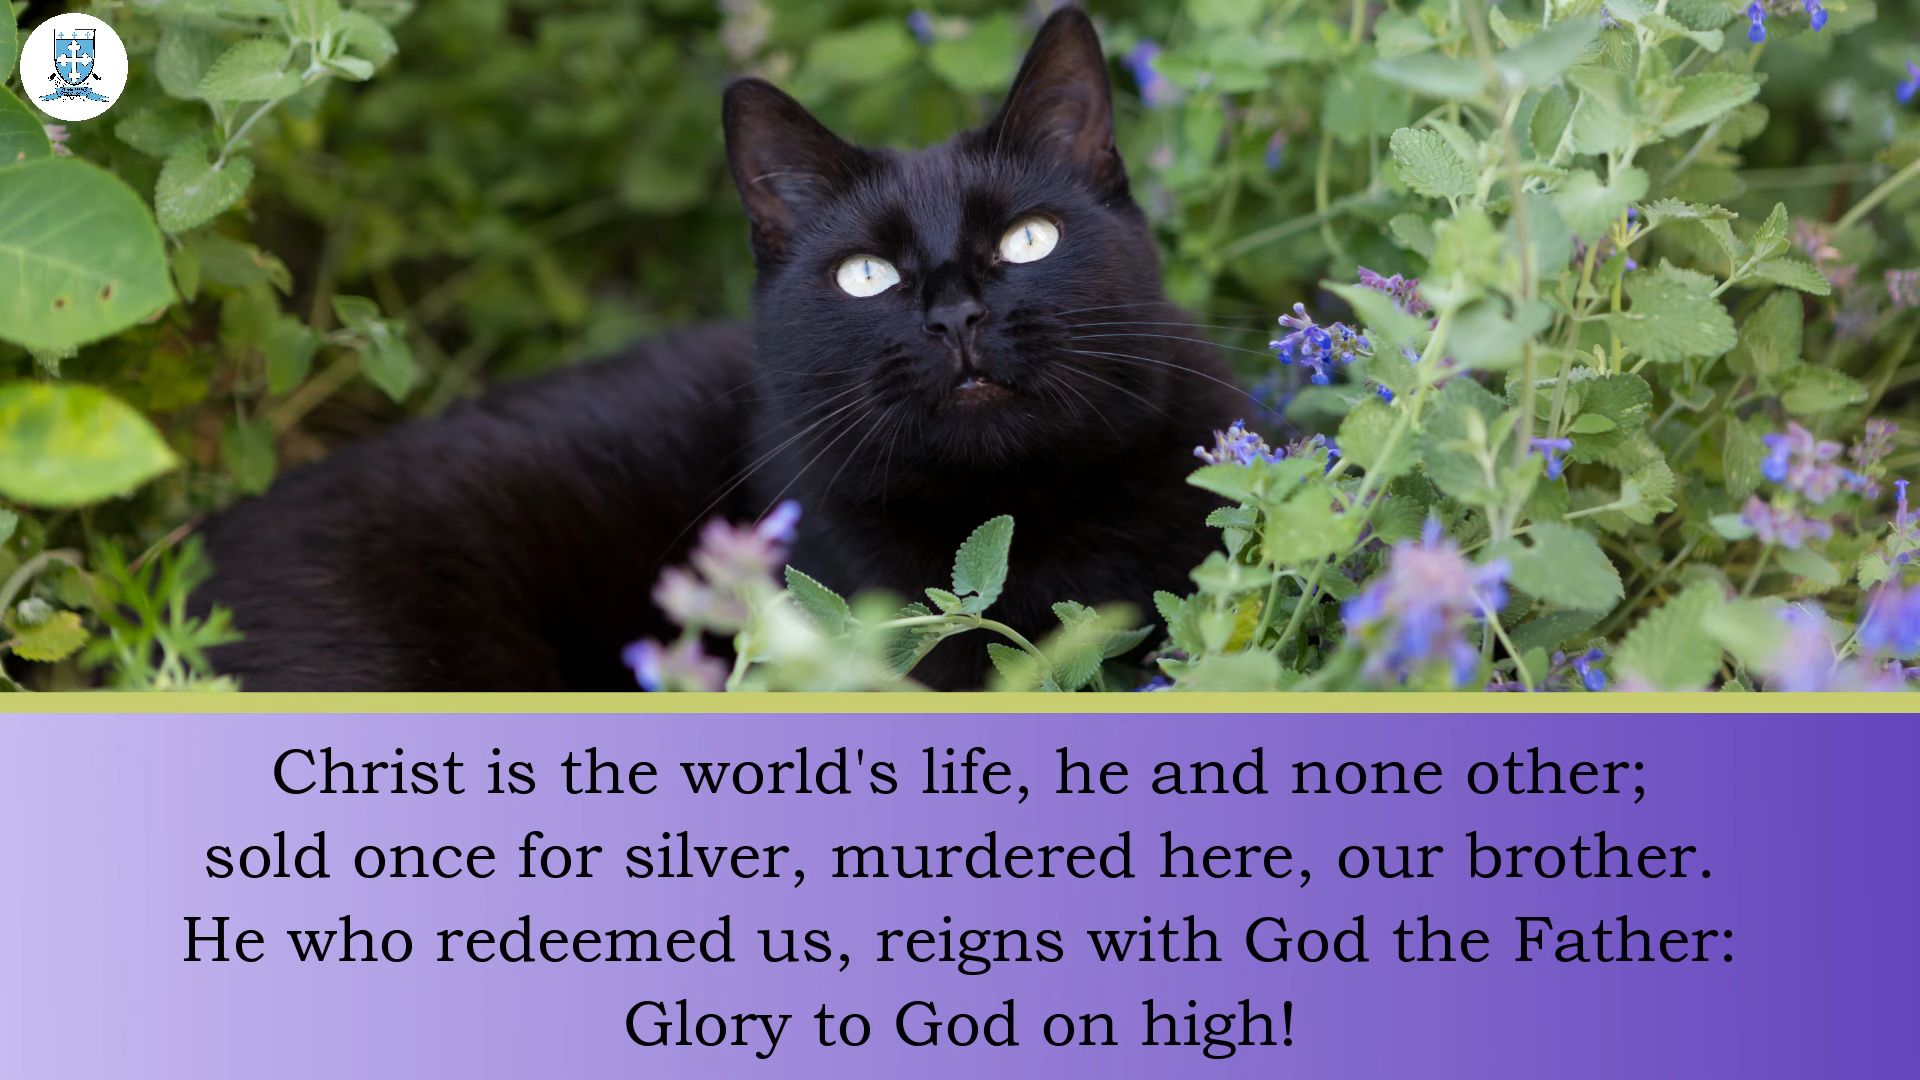 Christ is the world's life, he and none other;
sold once for silver, murdered here, our brother.
He who redeemed us, reigns with God the Father:
Glory to God on high!